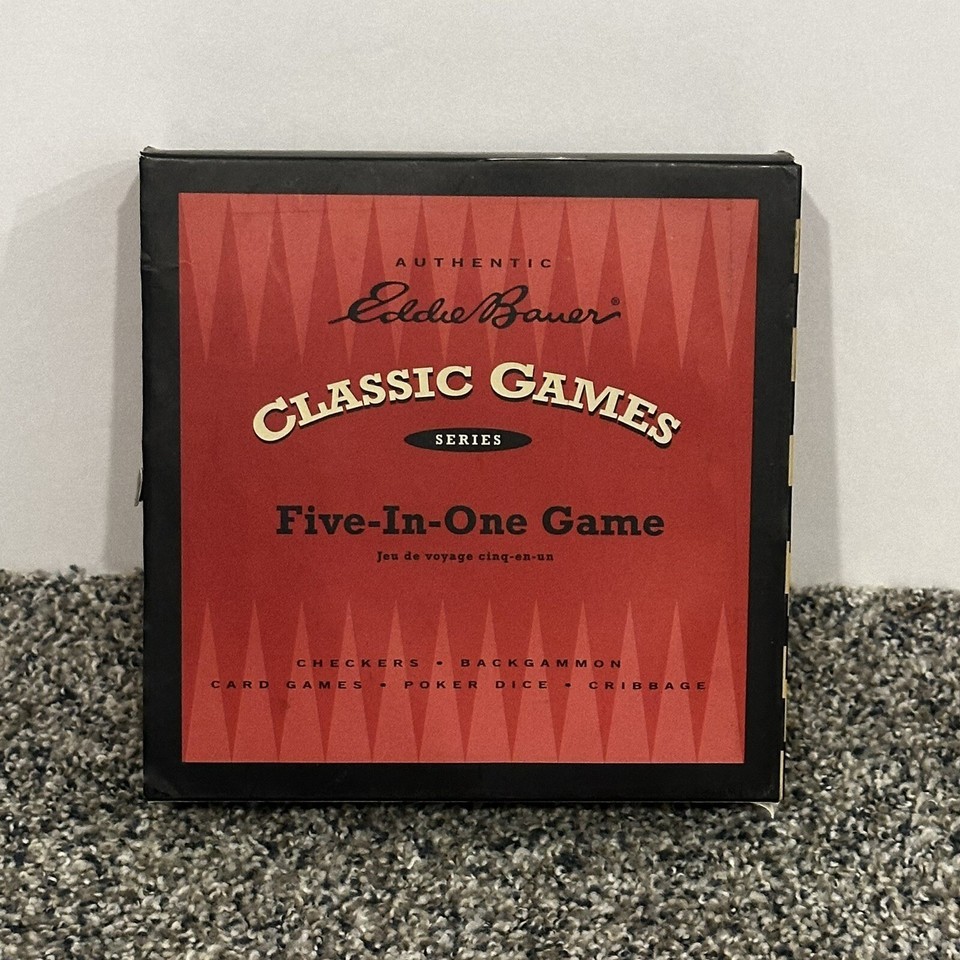 AUTHENTIC
Eddie Bauer®
CLASSIC GAMES
SERIES
Five-In-One Game
Jeu de voyage cinq-en-un
CHECKERS • BACKGAMMON
CARD GAMES • POKER DICE • CRIBBAGE